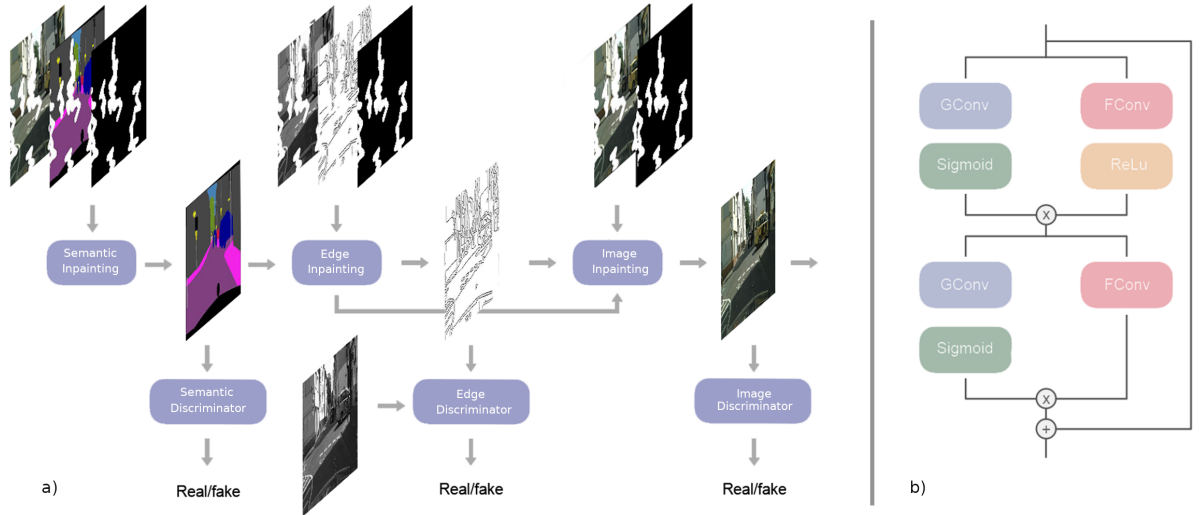 Semantic
Inpainting
Edge
Inpainting
Image
Inpainting
Semantic
Discriminator
Edge
Discriminator
Image
Discriminator
Real/fake
Real/fake
Real/fake
a)
GConv
FConv
Sigmoid
ReLu
X
GConv
FConv
Sigmoid
X
+
b)